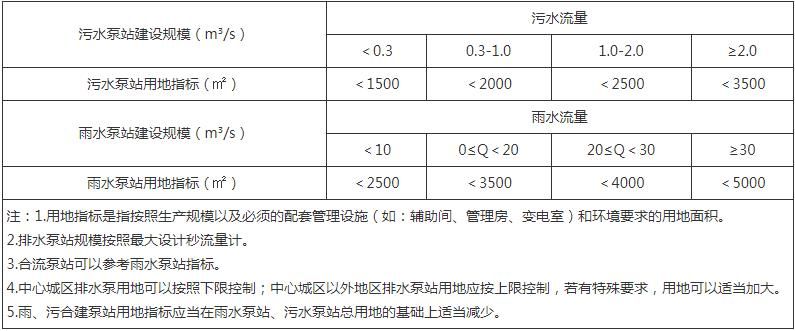 污水泵站建设规模（m³/s） 污水流量
＜0.3 0.3-1.0 1.0-2.0 ≥2.0
污水泵站用地指标（㎡） ＜1500 ＜2000 ＜2500 ＜3500
雨水泵站建设规模（m³/s） 雨水流量
＜10 0≤Q＜20 20≤Q＜30 ≥30
雨水泵站用地指标（㎡） ＜2500 ＜3500 ＜4000 ＜5000
注：1.用地指标是指按照生产规模以及必须的配套管理设施（如：辅助间、管理房、变电室）和环境要求的用地面积。
2.排水泵站规模按照最大设计秒流量计。
3.合流泵站可以参考雨水泵站指标。
4.中心城区排水泵用地可以按照下限控制；中心城区以外地区排水泵站用地应按上限控制，若有特殊要求，用地可以适当加大。
5.雨、污合建泵站用地指标应当在雨水泵站、污水泵站总用地的基础上适当减少。